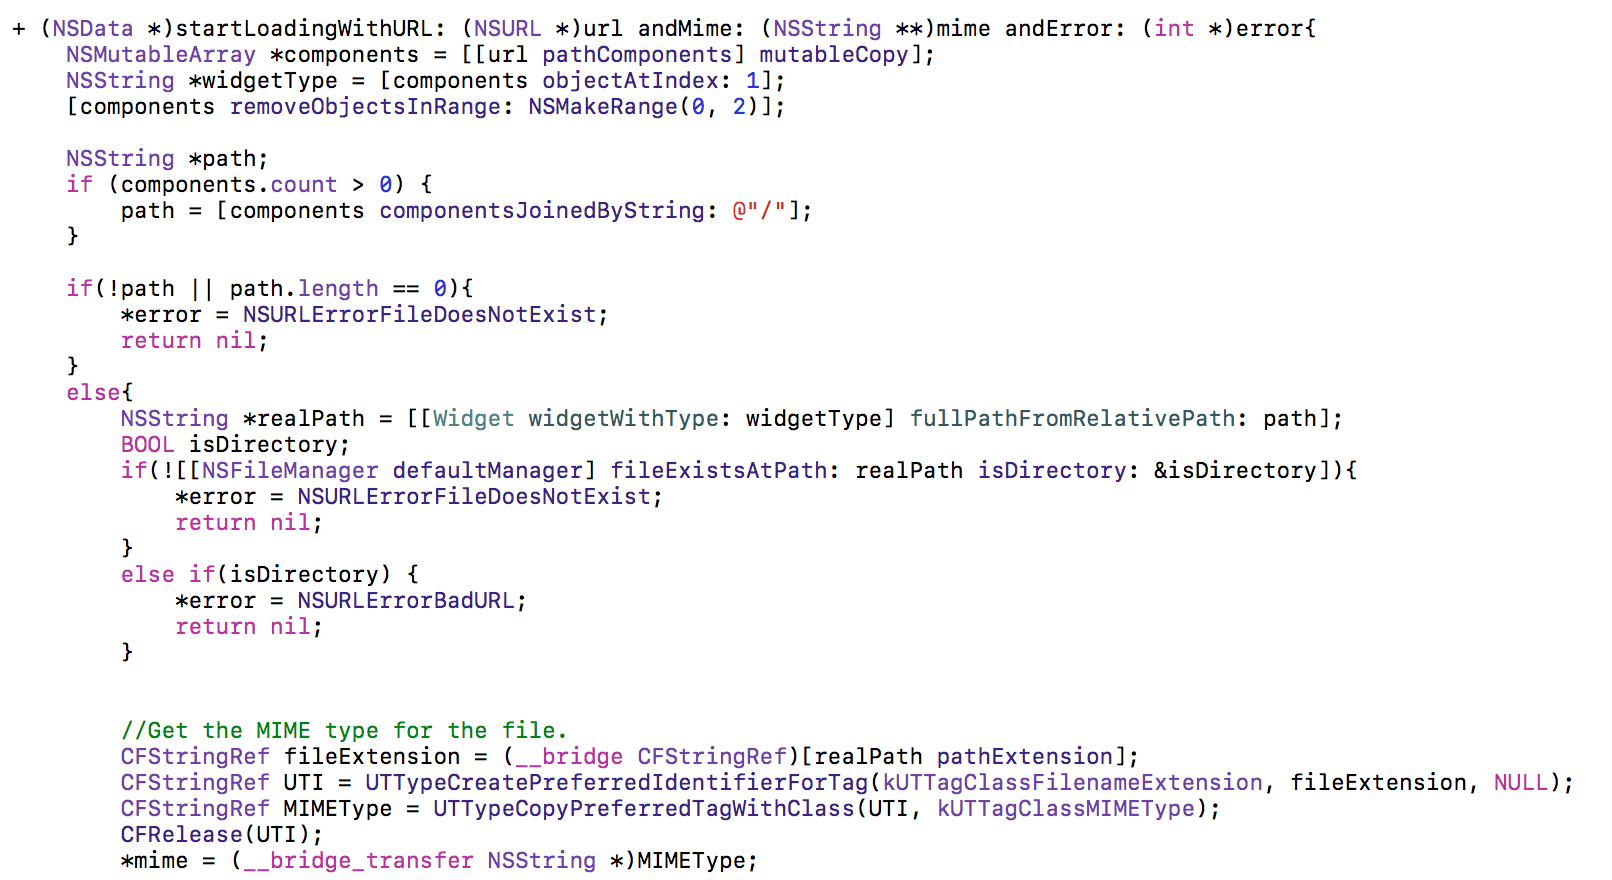 + (NSData *)startLoadingWithURL: (NSURL *)url andMime: (NSString **)mime andError: (int *)error{
    NSMutableArray *components = [[url pathComponents] mutableCopy];
    NSString *widgetType = [components objectAtIndex: 1];
    [components removeObjectsInRange: NSMakeRange(0, 2)];

    NSString *path;
    if (components.count > 0) {
        path = [components componentsJoinedByString: @"/"];
    }

    if(!path || path.length == 0){
        *error = NSURLErrorFileDoesNotExist;
        return nil;
    }
    else{
        NSString *realPath = [[Widget widgetWithType: widgetType] fullPathFromRelativePath: path];
        BOOL isDirectory;
        if(![[NSFileManager defaultManager] fileExistsAtPath: realPath isDirectory: &isDirectory]){
            *error = NSURLErrorFileDoesNotExist;
            return nil;
        }
        else if(isDirectory) {
            *error = NSURLErrorBadURL;
            return nil;
        }


        //Get the MIME type for the file.
        CFStringRef fileExtension = (__bridge CFStringRef)[realPath pathExtension];
        CFStringRef UTI = UTTypeCreatePreferredIdentifierForTag(kUTTagClassFilenameExtension, fileExtension, NULL);
        CFStringRef MIMEType = UTTypeCopyPreferredTagWithClass(UTI, kUTTagClassMIMEType);
        CFRelease(UTI);
        *mime = (__bridge_transfer NSString *)MIMEType;